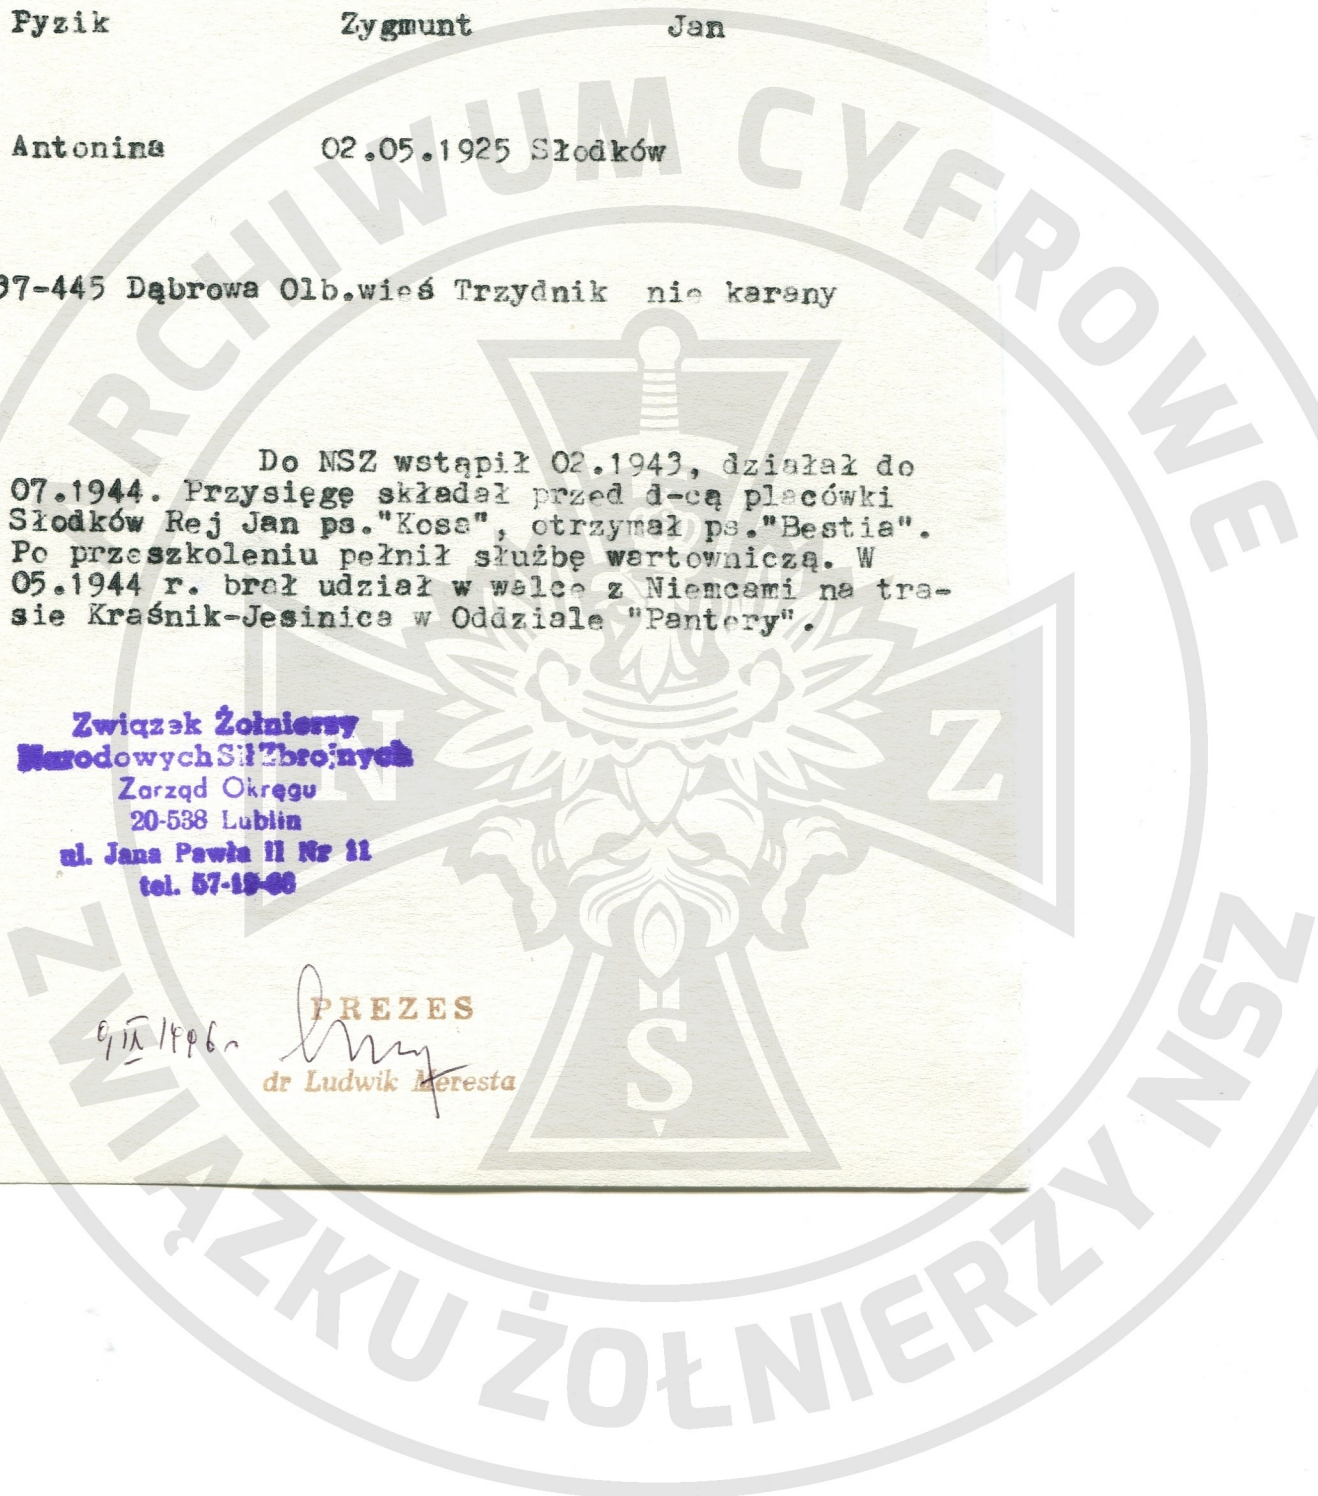 Pyzik Zygmunt Jan
Antonina 02.05.1925 Słodków
37-445 Dąbrowa Olb.wieś Trzydnik nie karany
Do NSZ wstąpił 02.1943, działał do
07.1944. Przysięgę składał przed d-cą placówki
Słodków Rej Jan ps."Kosa", otrzymał ps."Bestia".
Po przeszkoleniu pełnił służbę wartowniczą. W
05.1944 r. brał udział w walce z Niemcami na tra-
sie Kraśnik-Jesinica w Oddziale "Pantery".
Związek Żołnierzy
Narodowych Sił Zbrojnych
Zarząd Okręgu
20-538 Lublin
ul. Jana Pawła II Nr 11
tel. 57-
PREZES
dr Ludwik Meresta
ARCHIWUM CYFROWE
ZWIĄZKU ŻOŁNIERZY NSZ
N Z
S